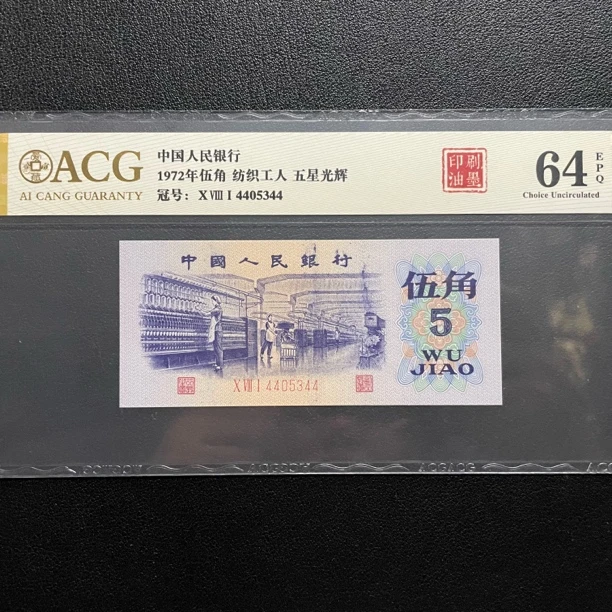 ACG
AI CANG GUARANTY
中国人民银行
1972年伍角 纺织工人 五星光辉
冠号: X Ⅷ I 4405344
印刷
油墨
64 EPQ
Choice Uncirculated
中國人民銀行
伍角
5
WU
JIAO
X Ⅷ I 4405344